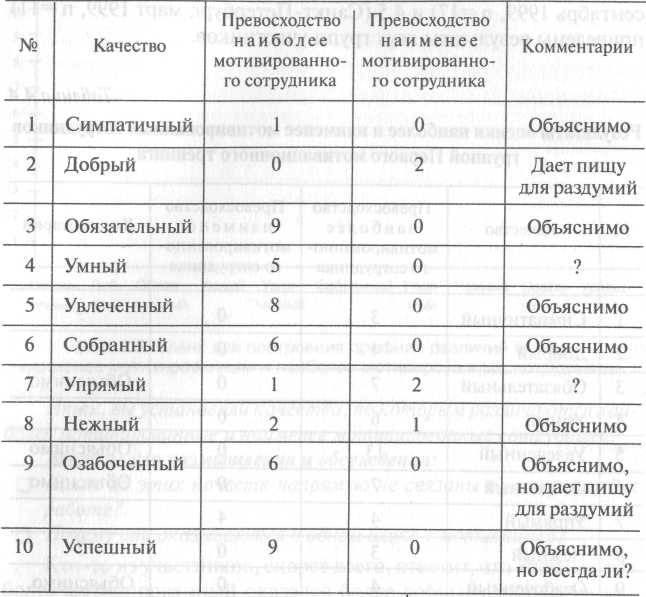 № Качество Превосходство наиболее мотивированно-го сотрудника Превосходство наименее мотивированно-го сотрудника Комментарии
1 Симпатичный 1 0 Объяснимо
2 Добрый 0 2 Дает пищу
для раздумий
3 Обязательный 9 0 Объяснимо
4 Умный 5 0 ?
5 Увлеченный 8 0 Объяснимо
6 Собранный 6 0 Объяснимо
7 Упрямый 1 2 ?
8 Нежный 2 1 Объяснимо
9 Озабоченный 6 0 Объяснимо,
но дает пищу
для раздумий
10 Успешный 9 0 Объяснимо,
но всегда ли?